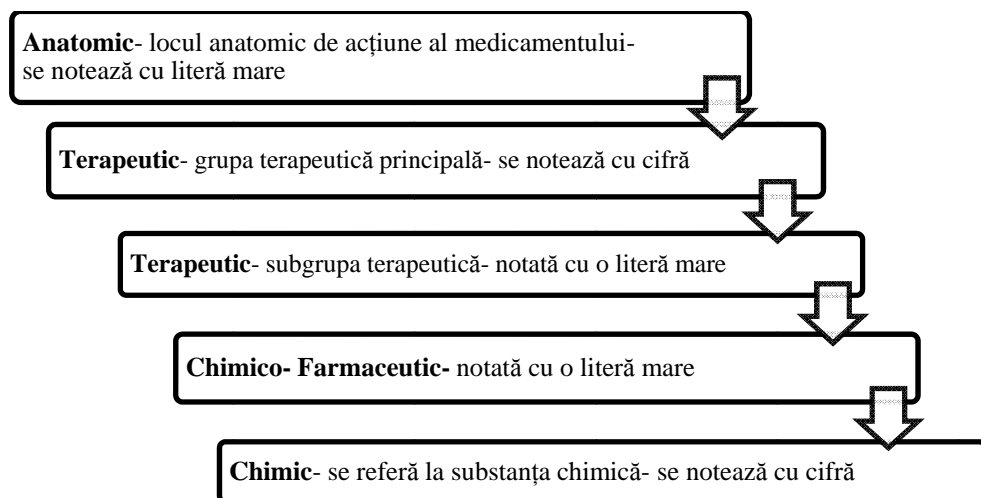 Anatomic- locul anatomic de acțiune al medicamentului-
se notează cu literă mare
Terapeutic- grupa terapeutică principală- se notează cu cifră
Terapeutic- subgrupa terapeutică- notată cu o literă mare
Chimico- Farmaceutic- notată cu o literă mare
Chimic- se referă la substanța chimică- se notează cu cifră